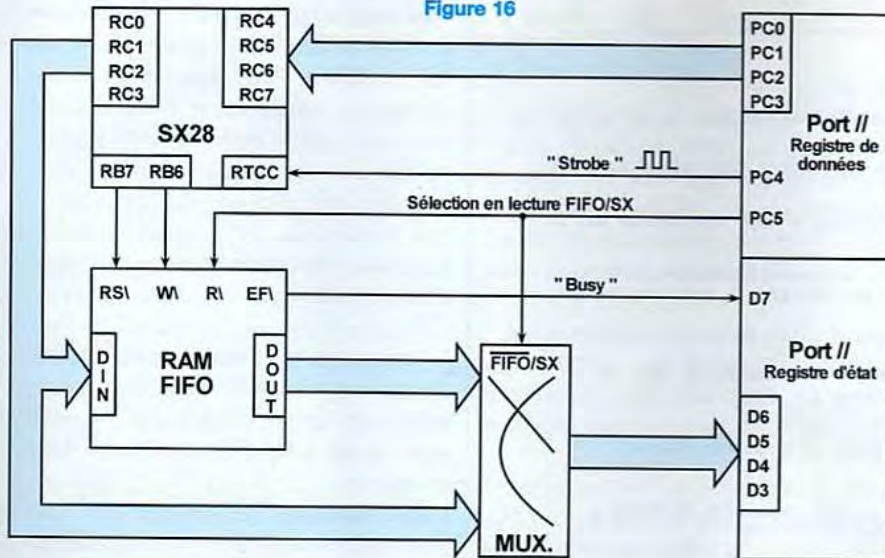 Figure 16
RC0
RC1
RC2
RC3
RC4
RC5
RC6
RC7
SX28
RB7 RB6
RTCC
PC0
PC1
PC2
PC3
Port //
Registre de
données
"Strobe"
PC4
Sélection en lecture FIFO/SX
PC5
RS\ W\ R\ EF\
"Busy"
D7
DIN
RAM
FIFO
DOUT
FIFO/SX
MUX.
Port //
Registre d'état
D6
D5
D4
D3